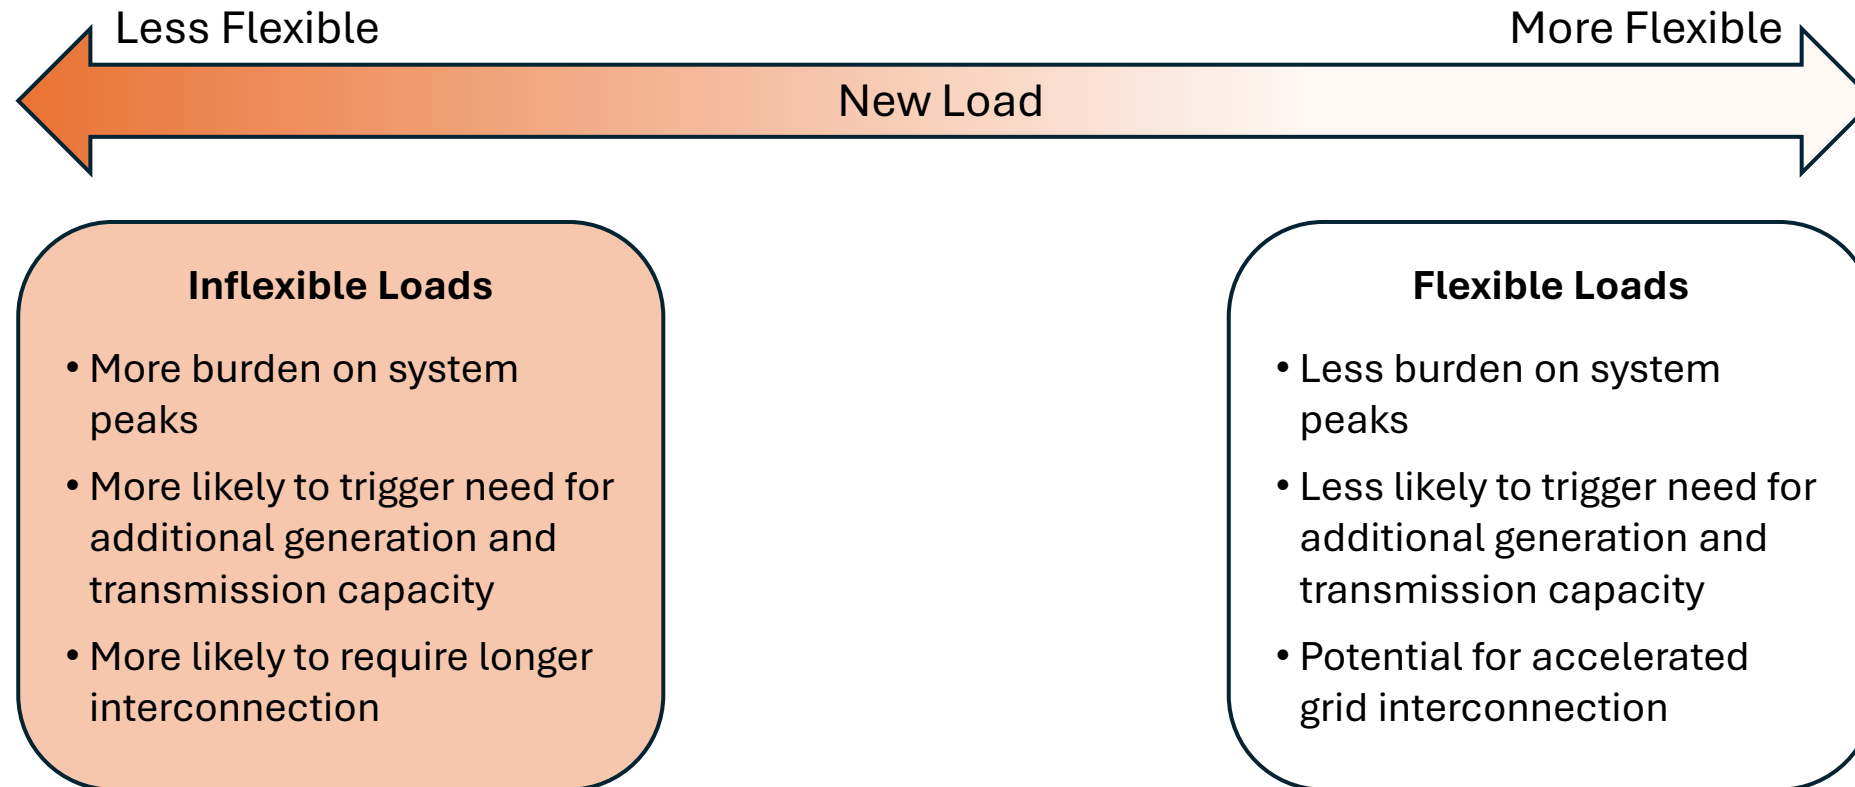 Less Flexible
More Flexible
New Load
Inflexible Loads
• More burden on system
peaks
• More likely to trigger need for
additional generation and
transmission capacity
• More likely to require longer
interconnection
Flexible Loads
• Less burden on system
peaks
• Less likely to trigger need for
additional generation and
transmission capacity
• Potential for accelerated
grid interconnection